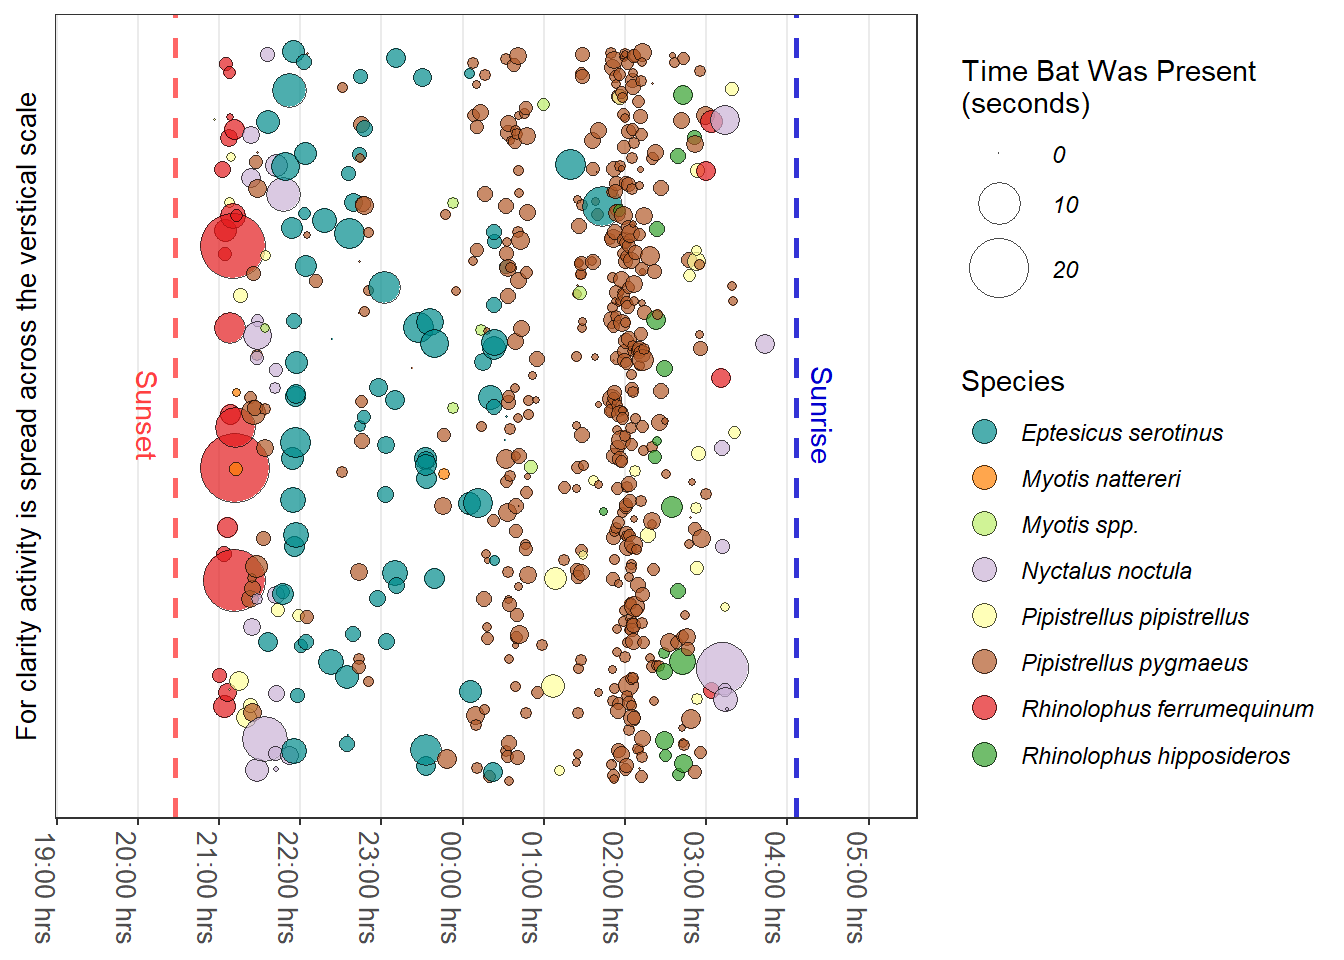 For clarity activity is spread across the verstical scale
Sunset
Sunrise
19:00 hrs
20:00 hrs
21:00 hrs
22:00 hrs
23:00 hrs
00:00 hrs
01:00 hrs
02:00 hrs
03:00 hrs
04:00 hrs
05:00 hrs
Time Bat Was Present
(seconds)
0
10
20
Species
Eptesicus serotinus
Myotis nattereri
Myotis spp.
Nyctalus noctula
Pipistrellus pipistrellus
Pipistrellus pygmaeus
Rhinolophus ferrumequinum
Rhinolophus hipposideros